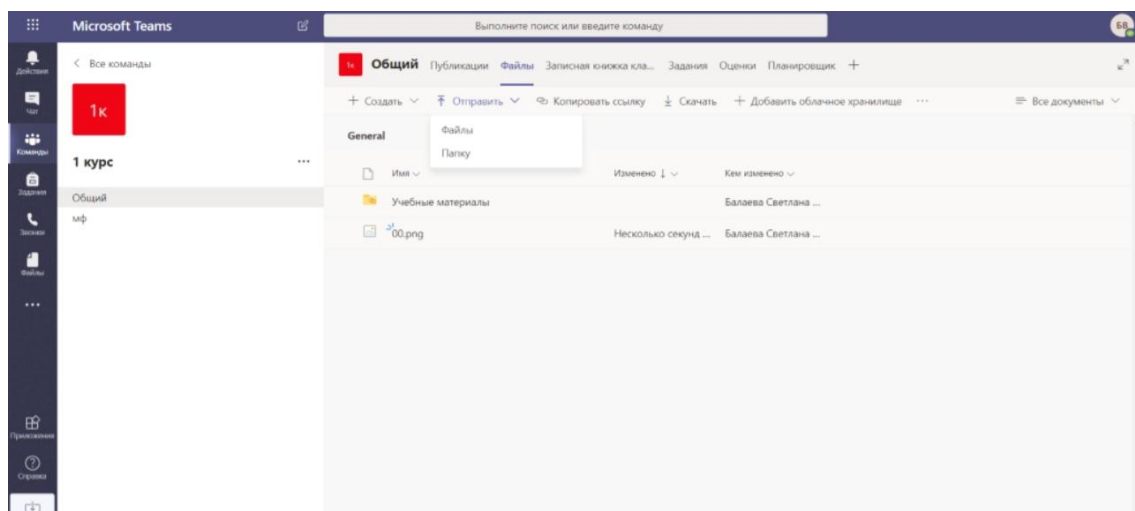 Microsoft Teams
Выполните поиск или введите команду
БВ
Действия
Чат
Команды
Задания
Звонки
Файлы
Приложения
Справка
Все команды
1к
1 курс
Общий
мф
1к Общий Публикации Файлы Записная книжка кла... Задания Оценки Планировщик
Создать Отправить Копировать ссылку Скачать Добавить облачное хранилище ... Все документы
Файлы
Папку
General
Имя Изменено ↓ Кем изменено
Учебные материалы Балаева Светлана ...
00.png Несколько секунд ... Балаева Светлана ...